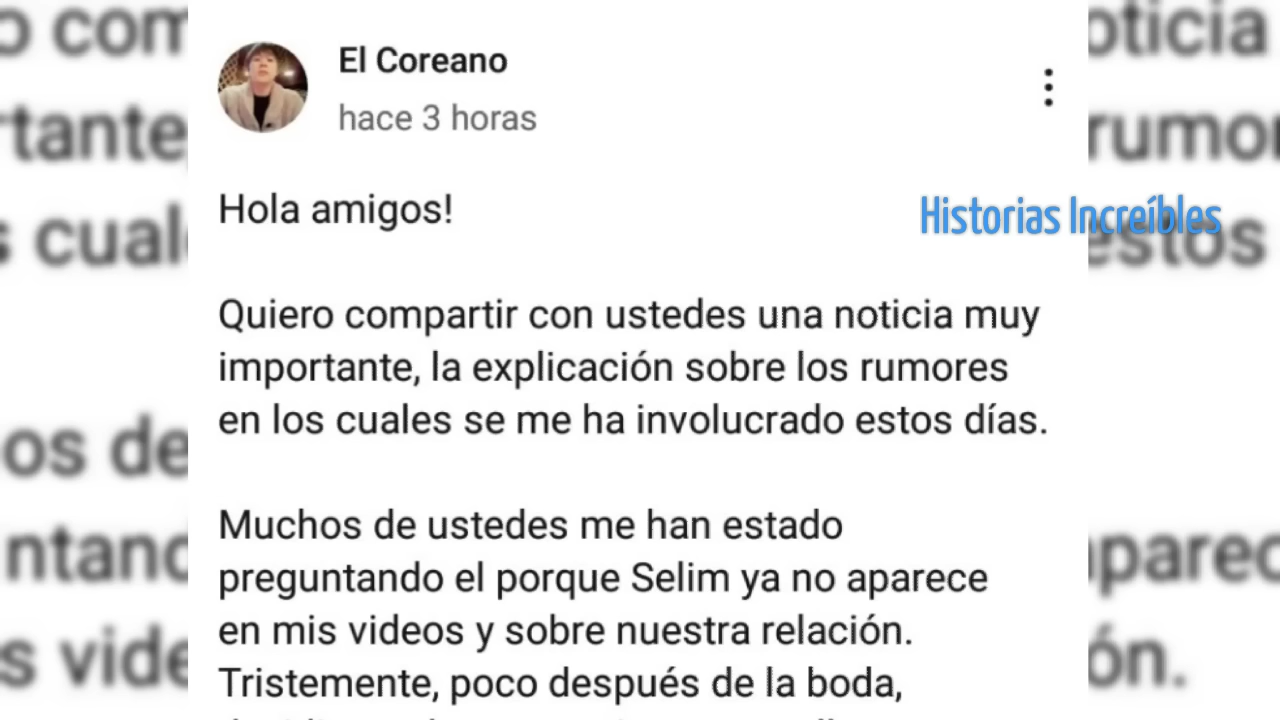 El Coreano
hace 3 horas
Hola amigos!
Historias Increíbles
Quiero compartir con ustedes una noticia muy
importante, la explicación sobre los rumores
en los cuales se me ha involucrado estos días.
Muchos de ustedes me han estado
preguntando el porque Selim ya no aparece
en mis videos y sobre nuestra relación.
Tristemente, poco después de la boda,